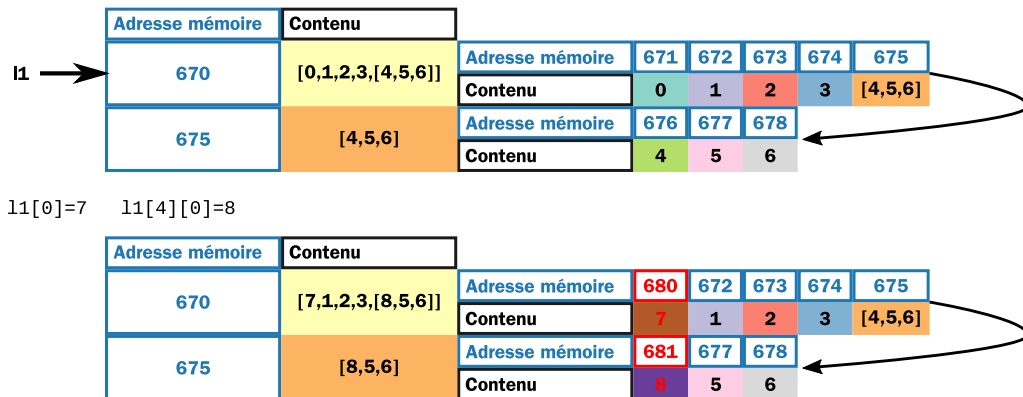 Adresse mémoire Contenu
l1 670 [0,1,2,3,[4,5,6]] Adresse mémoire 671 672 673 674 675
Contenu 0 1 2 3 [4,5,6]
675 [4,5,6] Adresse mémoire 676 677 678
Contenu 4 5 6
l1[0]=7 l1[4][0]=8
Adresse mémoire Contenu
670 [7,1,2,3,[8,5,6]] Adresse mémoire 680 672 673 674 675
Contenu 7 1 2 3 [4,5,6]
675 [8,5,6] Adresse mémoire 681 677 678
Contenu 8 5 6